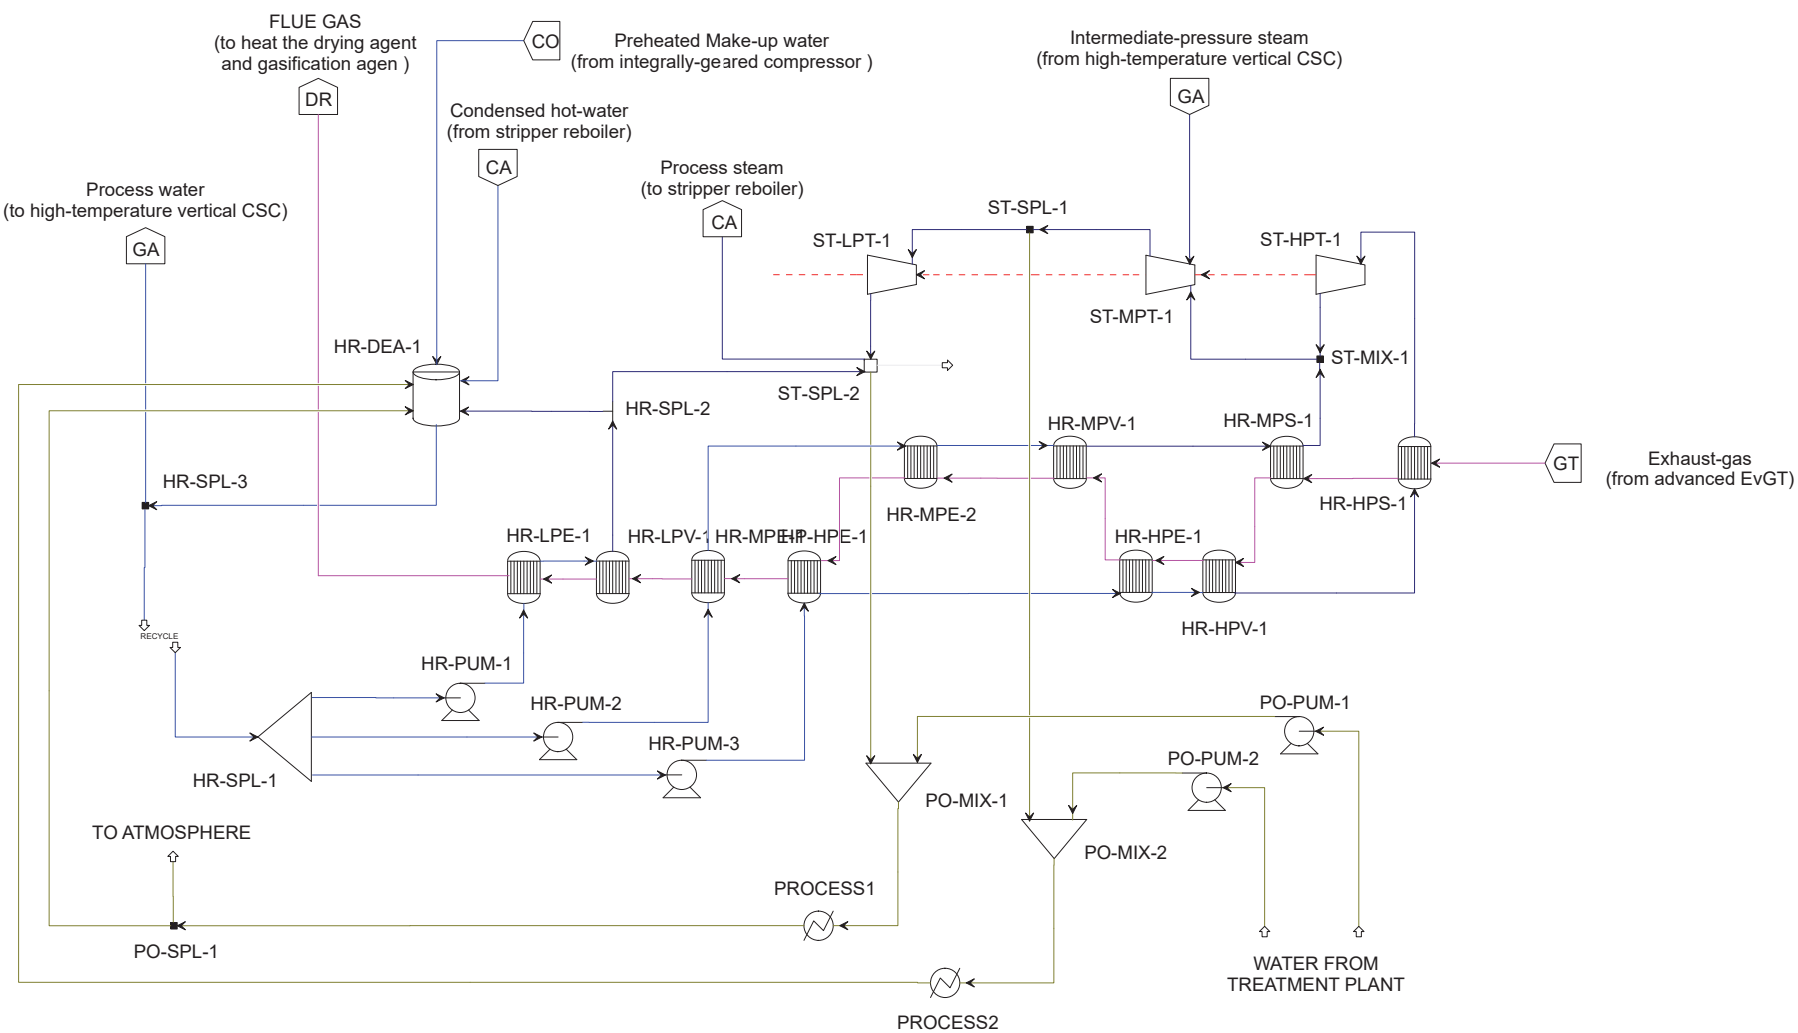 FLUE GAS
(to heat the drying agent
and gasification agen )
DR
CO
Preheated Make-up water
(from integrally-geared compressor )
Intermediate-pressure steam
(from high-temperature vertical CSC)
GA
Condensed hot-water
(from stripper reboiler)
CA
Process steam
(to stripper reboiler)
CA
Process water
(to high-temperature vertical CSC)
GA
ST-SPL-1
ST-LPT-1
ST-HPT-1
ST-MPT-1
HR-DEA-1
ST-MIX-1
ST-SPL-2
HR-SPL-2
HR-MPV-1
HR-MPS-1
GT
Exhaust-gas
(from advanced EvGT)
HR-SPL-3
HR-HPS-1
HR-MPE-2
HR-LPE-1
HR-LPV-1
HR-MPE-1
HP-HPE-1
HR-HPE-1
HR-HPV-1
RECYCLE
HR-PUM-1
HR-PUM-2
HR-PUM-3
HR-SPL-1
PO-PUM-1
PO-PUM-2
PO-MIX-1
PO-MIX-2
TO ATMOSPHERE
PROCESS1
PO-SPL-1
WATER FROM
TREATMENT PLANT
PROCESS2